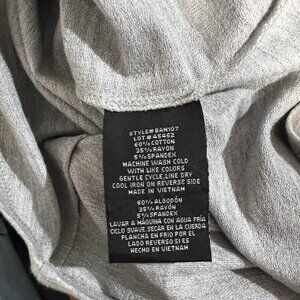 STYLE#8AM107
LOT #45462
60% COTTON
35% RAYON
5% SPANDEX
MACHINE WASH COLD
WITH LIKE COLORS
GENTLE CYCLE, LINE DRY
COOL IRON ON REVERSE SIDE
MADE IN VIETNAM
60% ALGODÓN
35% RAYON
5% SPANDEX
LAVAR A MÁQUINA CON AGUA FRÍA
CICLO SUAVE. SECAR EN LA CUERDA
PLANCHA EN FRIO POR EL
LADO REVERSO SI ES
HECHO EN VIETNAM